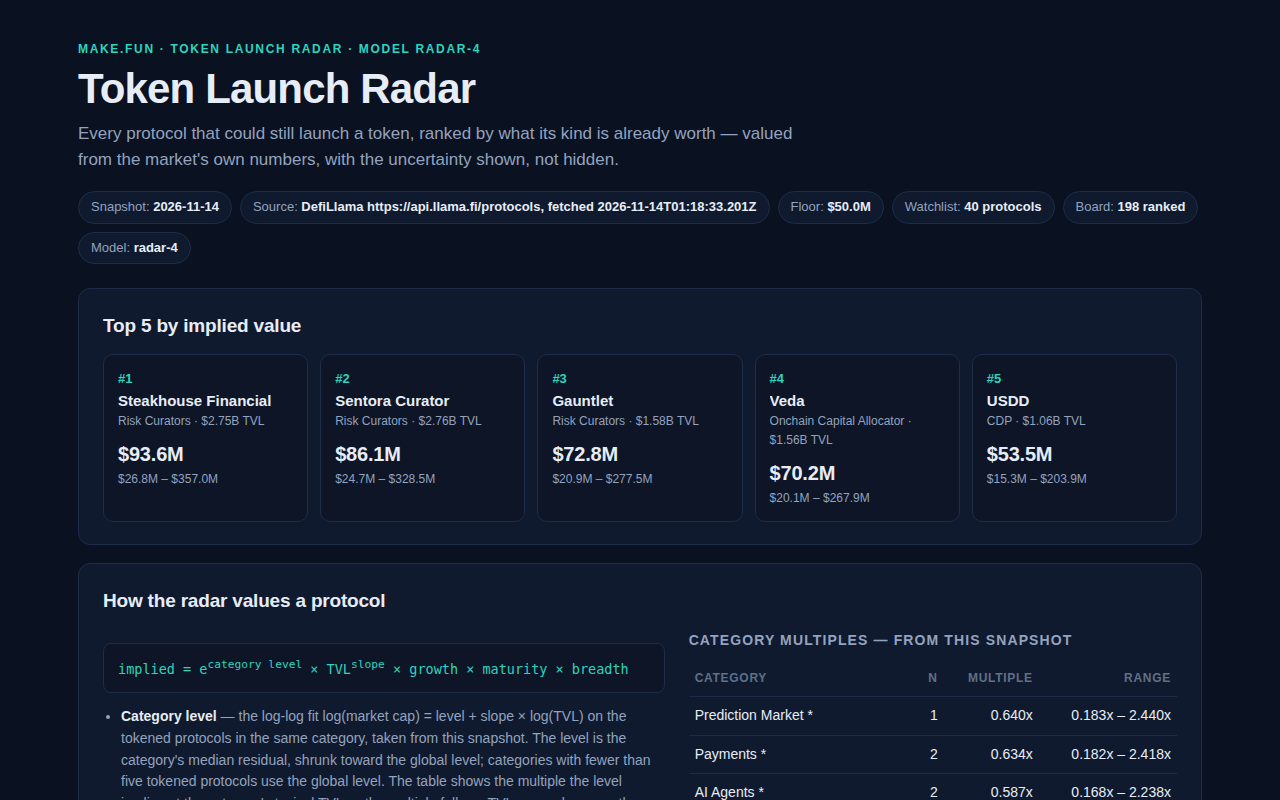 MAKE.FUN · TOKEN LAUNCH RADAR · MODEL RADAR-4
Token Launch Radar
Every protocol that could still launch a token, ranked by what its kind is already worth — valued
from the market's own numbers, with the uncertainty shown, not hidden.
Snapshot: 2026-11-14
Source: DefiLlama https://api.llama.fi/protocols, fetched 2026-11-14T01:18:33.201Z
Floor: $50.0M
Watchlist: 40 protocols
Board: 198 ranked
Model: radar-4
Top 5 by implied value
#1
Steakhouse Financial
Risk Curators · $2.75B TVL
$93.6M
$26.8M – $357.0M
#2
Sentora Curator
Risk Curators · $2.76B TVL
$86.1M
$24.7M – $328.5M
#3
Gauntlet
Risk Curators · $1.58B TVL
$72.8M
$20.9M – $277.5M
#4
Veda
Onchain Capital Allocator ·
$1.56B TVL
$70.2M
$20.1M – $267.9M
#5
USDD
CDP · $1.06B TVL
$53.5M
$15.3M – $203.9M
How the radar values a protocol
implied = e^category level × TVL^slope × growth × maturity × breadth
• Category level — the log-log fit log(market cap) = level + slope × log(TVL) on the
tokened protocols in the same category, taken from this snapshot. The level is the
category's median residual, shrunk toward the global level; categories with fewer than
five tokened protocols use the global level. The table shows the multiple the level
CATEGORY MULTIPLES — FROM THIS SNAPSHOT
CATEGORY N MULTIPLE RANGE
Prediction Market * 1 0.640x 0.183x – 2.440x
Payments * 2 0.634x 0.182x – 2.418x
AI Agents * 2 0.587x 0.168x – 2.238x